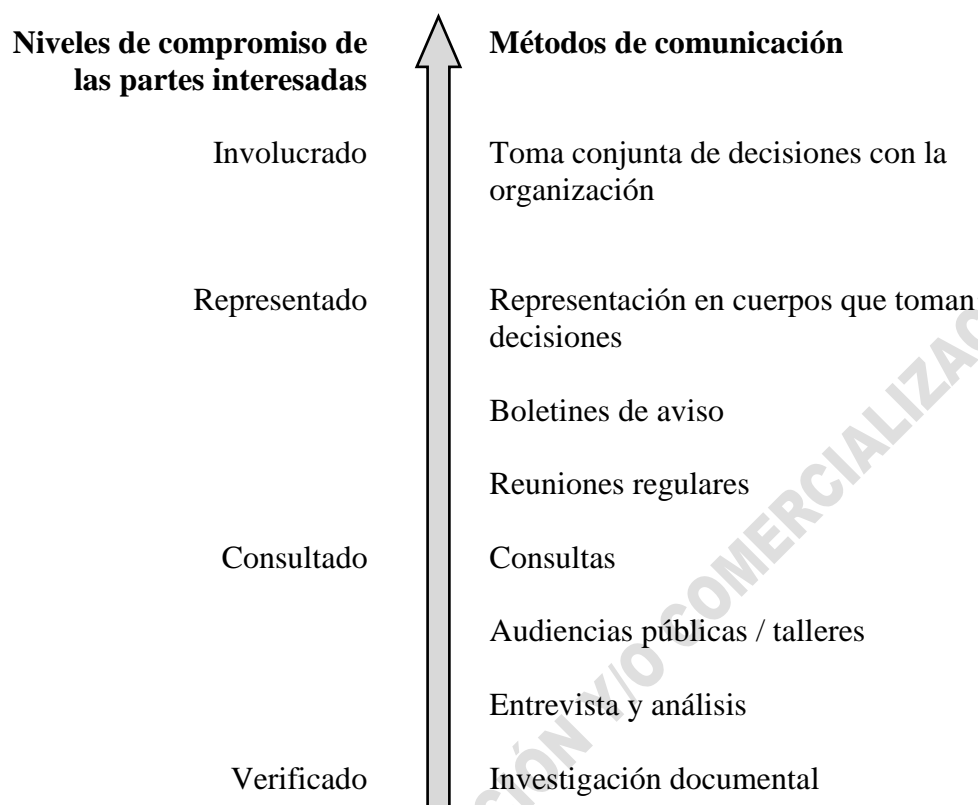 Niveles de compromiso de
las partes interesadas
Métodos de comunicación
Involucrado
Toma conjunta de decisiones con la
organización
Representado
Representación en cuerpos que toman
decisiones
Boletines de aviso
Reuniones regulares
Consultado
Consultas
Audiencias públicas / talleres
Entrevista y análisis
Verificado
Investigación documental
Y/O